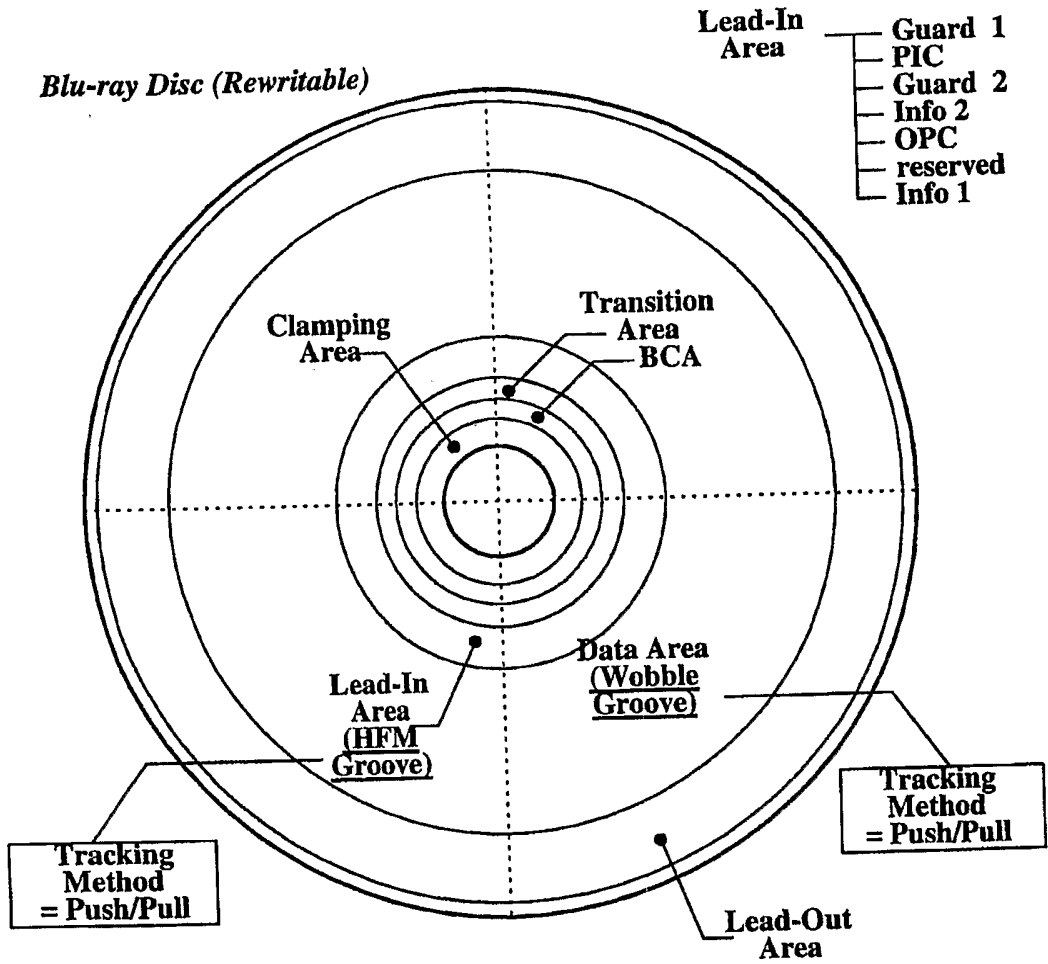 Lead-In
Area
Guard 1
PIC
Guard 2
Info 2
OPC
reserved
Info 1
Blu-ray Disc (Rewritable)
Transition
Area
BCA
Clamping
Area
Data Area
(Wobble
Groove)
Lead-In
Area
(HFM
Groove)
Tracking
Method
= Push/Pull
Tracking
Method
= Push/Pull
Lead-Out
Area